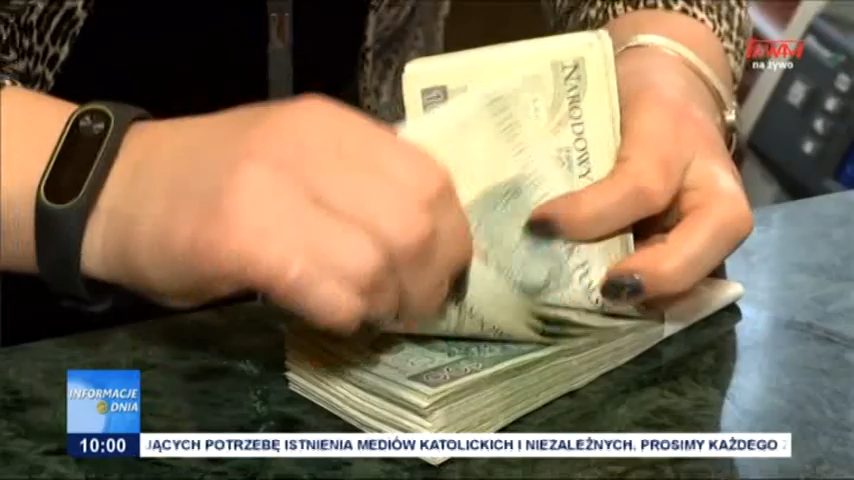 TRWAM
na żywo
NARODOWY
INFORMACJE
DNIA
10:00
JĄCYCH POTRZEBĘ ISTNIENIA MEDIÓW KATOLICKICH I NIEZALEŻNYCH. PROSIMY KAŻDEGO